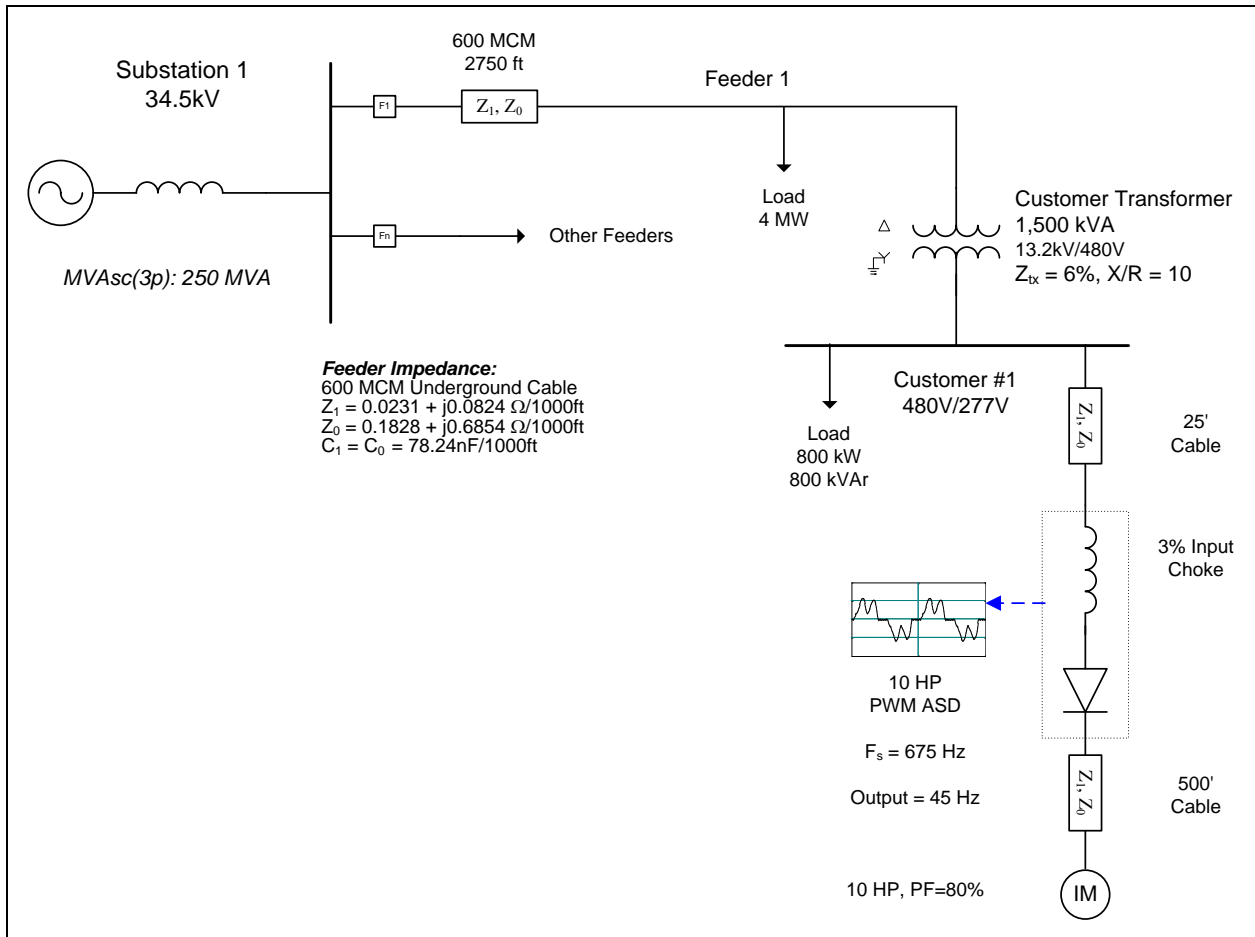 600 MCM
2750 ft
Substation 1
34.5kV
Feeder 1
F1
Z₁, Z₀
Load
4 MW
Customer Transformer
1,500 kVA
13.2kV/480V
Zₜₓ = 6%, X/R = 10
Δ
Fn
Other Feeders
MVAsc(3p): 250 MVA
Feeder Impedance:
600 MCM Underground Cable
Z₁ = 0.0231 + j0.0824 Ω/1000ft
Z₀ = 0.1828 + j0.6854 Ω/1000ft
C₁ = C₀ = 78.24nF/1000ft
Customer #1
480V/277V
Load
800 kW
800 kVAr
Z₁, Z₀
25'
Cable
3% Input
Choke
10 HP
PWM ASD
Fₛ = 675 Hz
Output = 45 Hz
Z₁, Z₀
500'
Cable
10 HP, PF=80%
IM